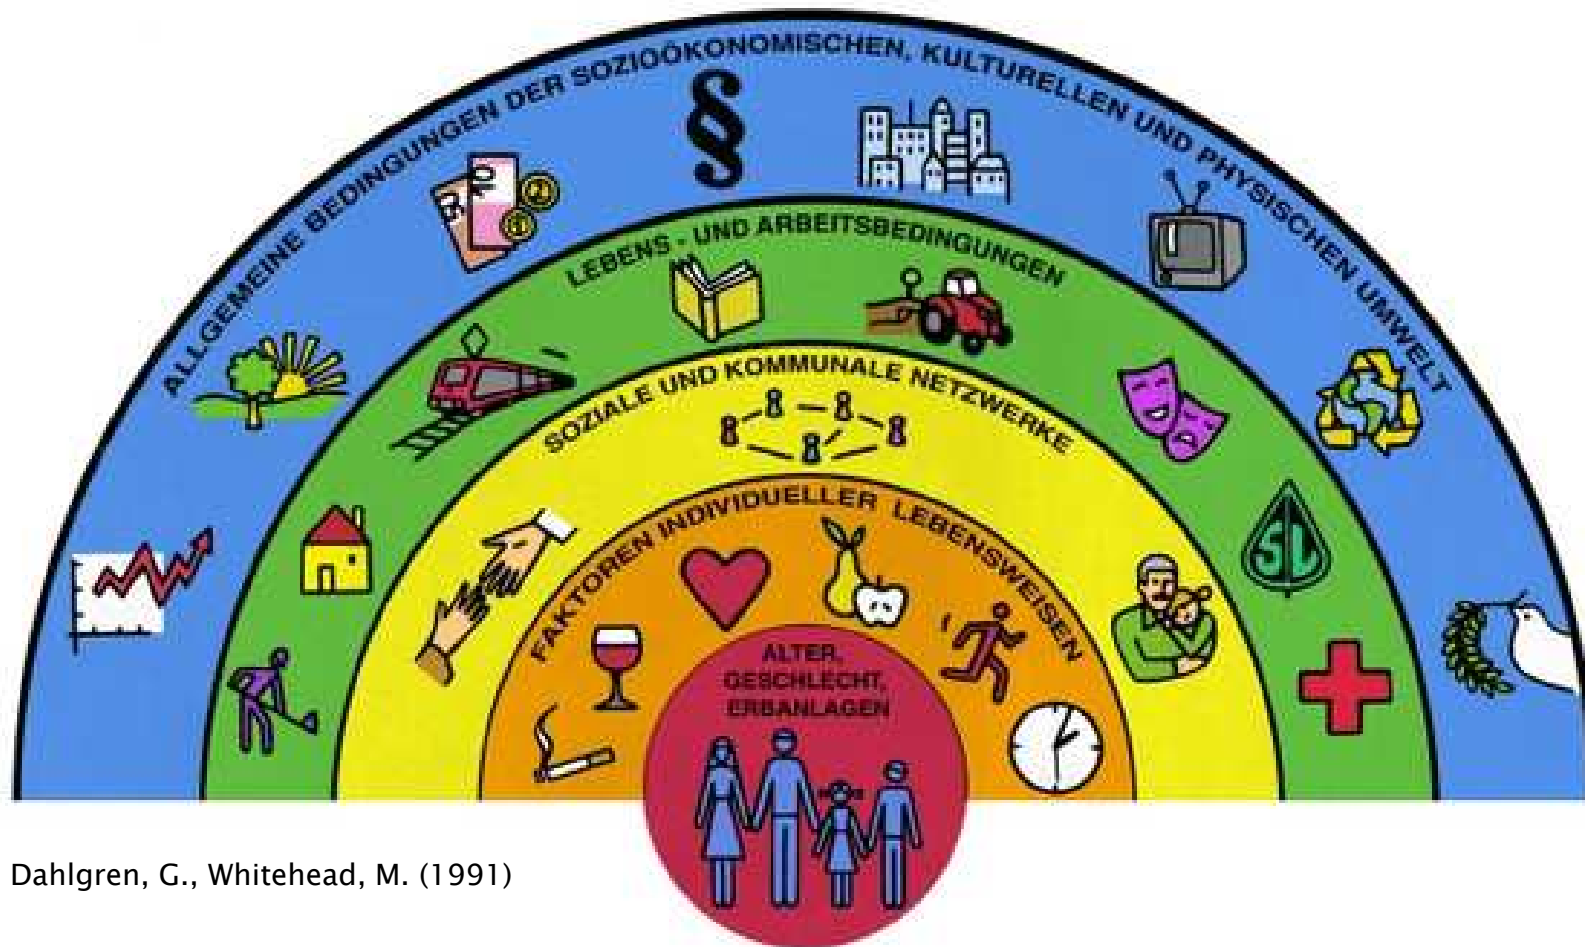 ALLGEMEINE BEDINGUNGEN DER SOZIOÖKONOMISCHEN, KULTURELLEN UND PHYSISCHEN UMWELT
§
LEBENS - UND ARBEITSBEDINGUNGEN
SOZIALE UND KOMMUNALE NETZWERKE
FAKTOREN INDIVIDUELLER LEBENSWEISEN
ALTER,
GESCHLECHT,
ERBANLAGEN
Dahlgren, G., Whitehead, M. (1991)